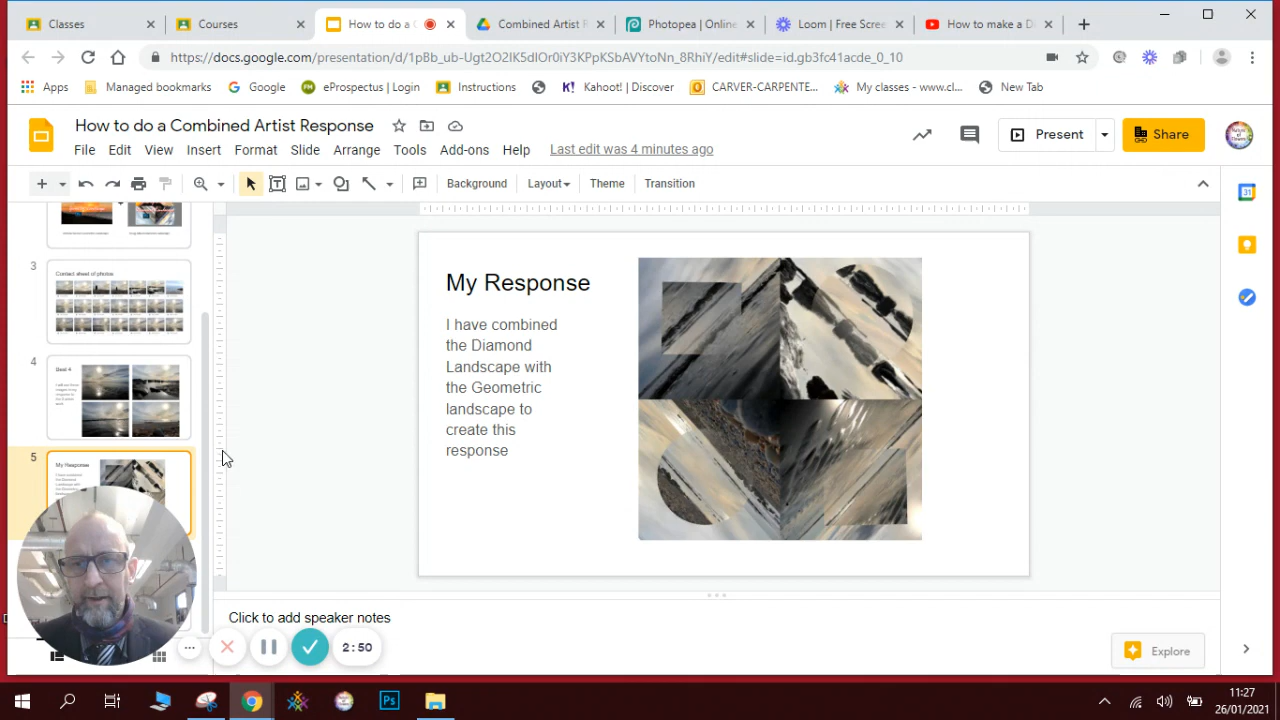 Classes
Courses
How to do a C
Combined Artist R
Photopea | Online
Loom | Free Scree
How to make a Di
https://docs.google.com/presentation/d/1pBb_ub-Ugt2O2IK5dIOr0iY3KPpKSbAVYtoNn_8RhiY/edit#slide=id.gb3fc41acde_0_10
Apps
Managed bookmarks
Google
eProspectus | Login
Instructions
Kahoot! | Discover
CARVER-CARPENTE...
My classes - www.cl...
New Tab
How to do a Combined Artist Response
File Edit View Insert Format Slide Arrange Tools Add-ons Help Last edit was 4 minutes ago
Present
Share
Background Layout Theme Transition
3
Contact sheet of photos
4
Best 4
5
My Response
My Response
I have combined
the Diamond
Landscape with
the Geometric
landscape to
create this
response
Click to add speaker notes
2:50
Explore
11:27
26/01/2021